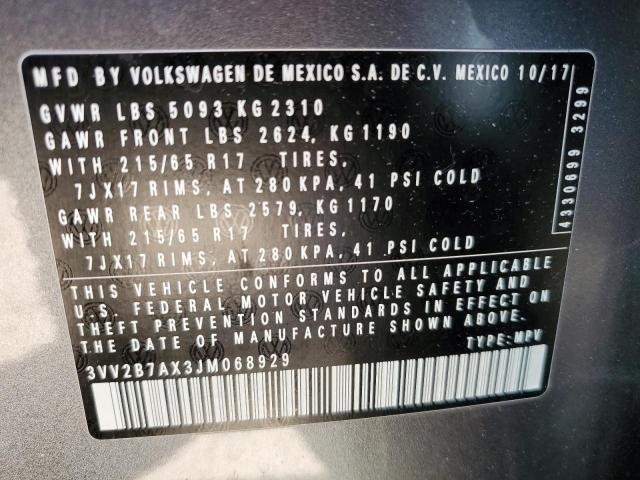 MFD BY VOLKSWAGEN DE MEXICO S.A. DE C.V. MEXICO 10/17
GVWR LBS 5093 KG 2310
GAWR FRONT LBS 2624, KG 1190
WITH 215/65 R17 TIRES,
7JX17 RIMS, AT 280 KPA, 41 PSI COLD
GAWR REAR LBS 2579, KG 1170
WITH 215/65 R17 TIRES,
7JX17 RIMS, AT 280 KPA, 41 PSI COLD
THIS VEHICLE CONFORMS TO ALL APPLICABLE
U.S. FEDERAL MOTOR VEHICLE SAFETY AND
THEFT PREVENTION STANDARDS IN EFFECT ON
THE DATE OF MANUFACTURE SHOWN ABOVE.
TYPE: MPV
3VV2B7AX3JM068929
4330699 3299